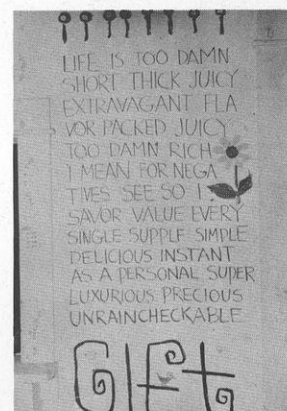 LIFE IS TOO DAMN
SHORT THICK JUICY
EXTRAVAGANT FLA
VOR PACKED JUICY
TOO DAMN RICH
I MEAN FOR NEGA
TIVES SEE SO I
SAVOR VALUE EVERY
SINGLE SUPPLE SIMPLE
DELICIOUS INSTANT
AS A PERSONAL SUPER
LUXURIOUS PRECIOUS
UNRAINCHECKABLE
GIFt